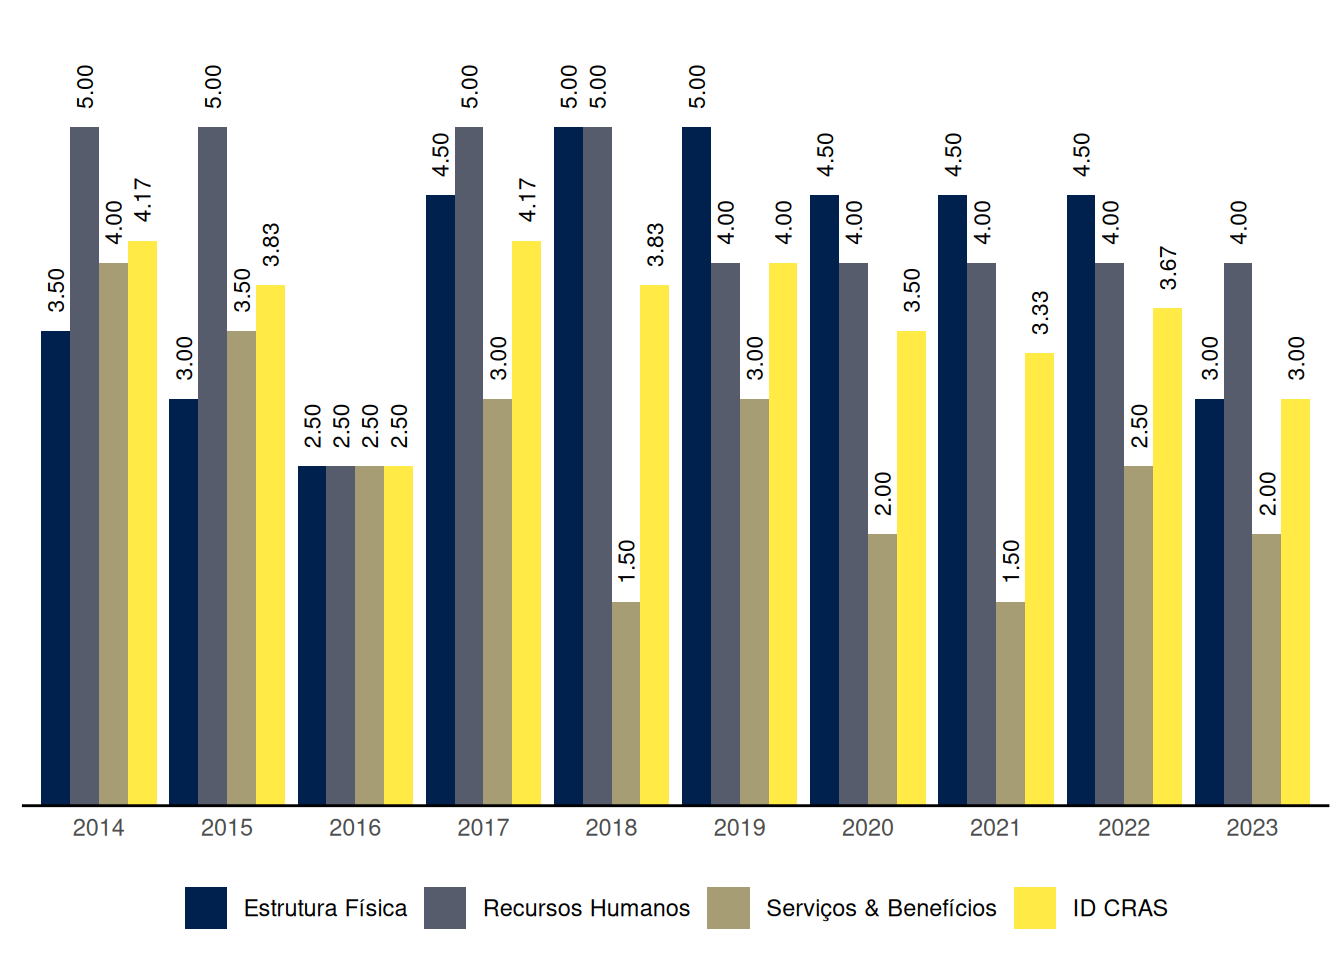 3.50 5.00 4.00 4.17 3.00 5.00 3.50 3.83 2.50 2.50 2.50 2.50 4.50 5.00 3.00 4.17 5.00 5.00 1.50 3.83 5.00 4.00 3.00 4.00 4.50 4.00 2.00 3.50 4.50 4.00 1.50 3.33 4.50 4.00 2.50 3.67 3.00 4.00 2.00 3.00
2014 2015 2016 2017 2018 2019 2020 2021 2022 2023
Estrutura Física Recursos Humanos Serviços & Benefícios ID CRAS